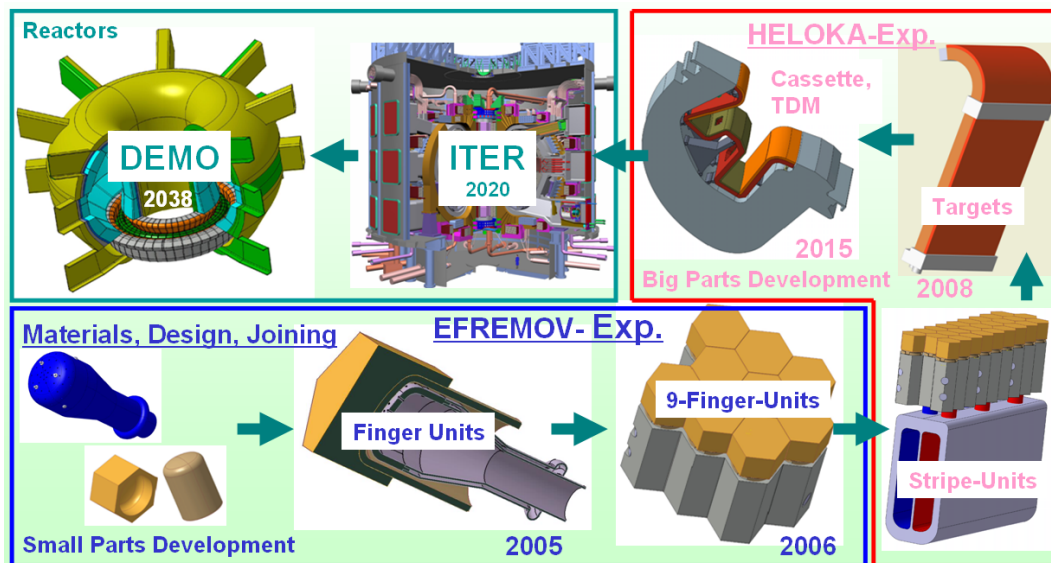 Reactors
DEMO
2038
ITER
2020
HELOKA-Exp.
Cassette,
TDM
Targets
2015
Big Parts Development
2008
Materials, Design, Joining
EFREMOV- Exp.
Finger Units
9-Finger-Units
Stripe-Units
Small Parts Development
2005
2006